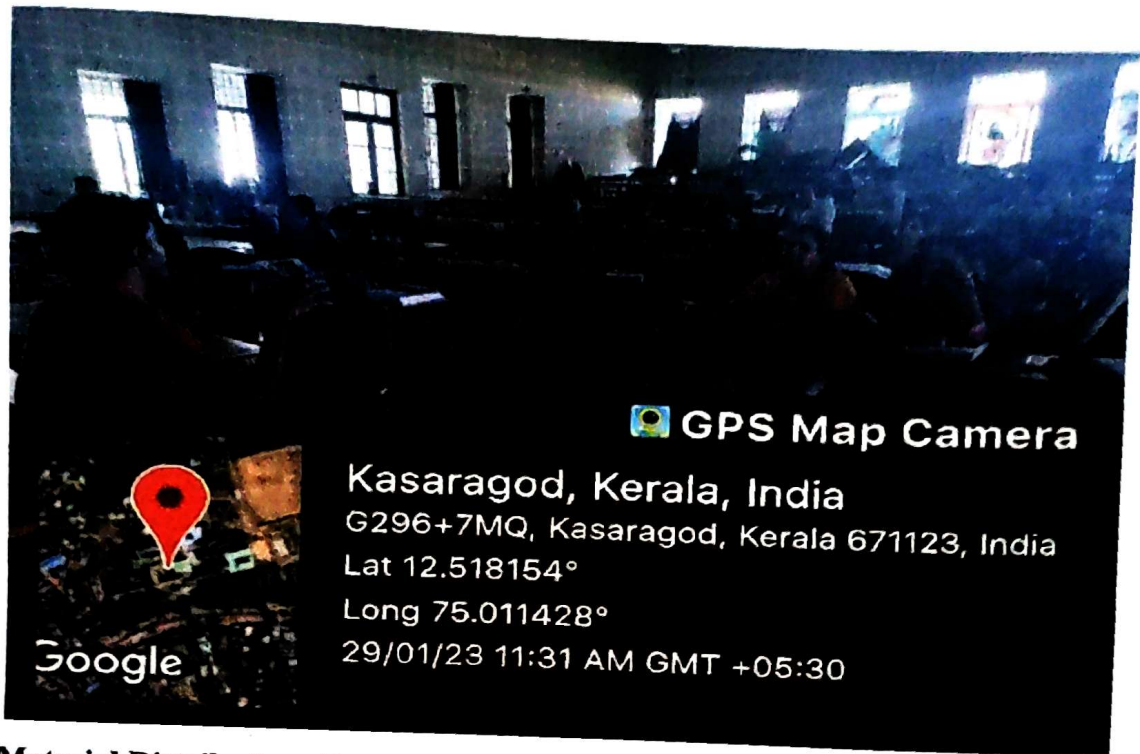 GPS Map Camera
Kasaragod, Kerala, India
G296+7MQ, Kasaragod, Kerala 671123, India
Lat 12.518154°
Long 75.011428°
29/01/23 11:31 AM GMT +05:30
Google
Material